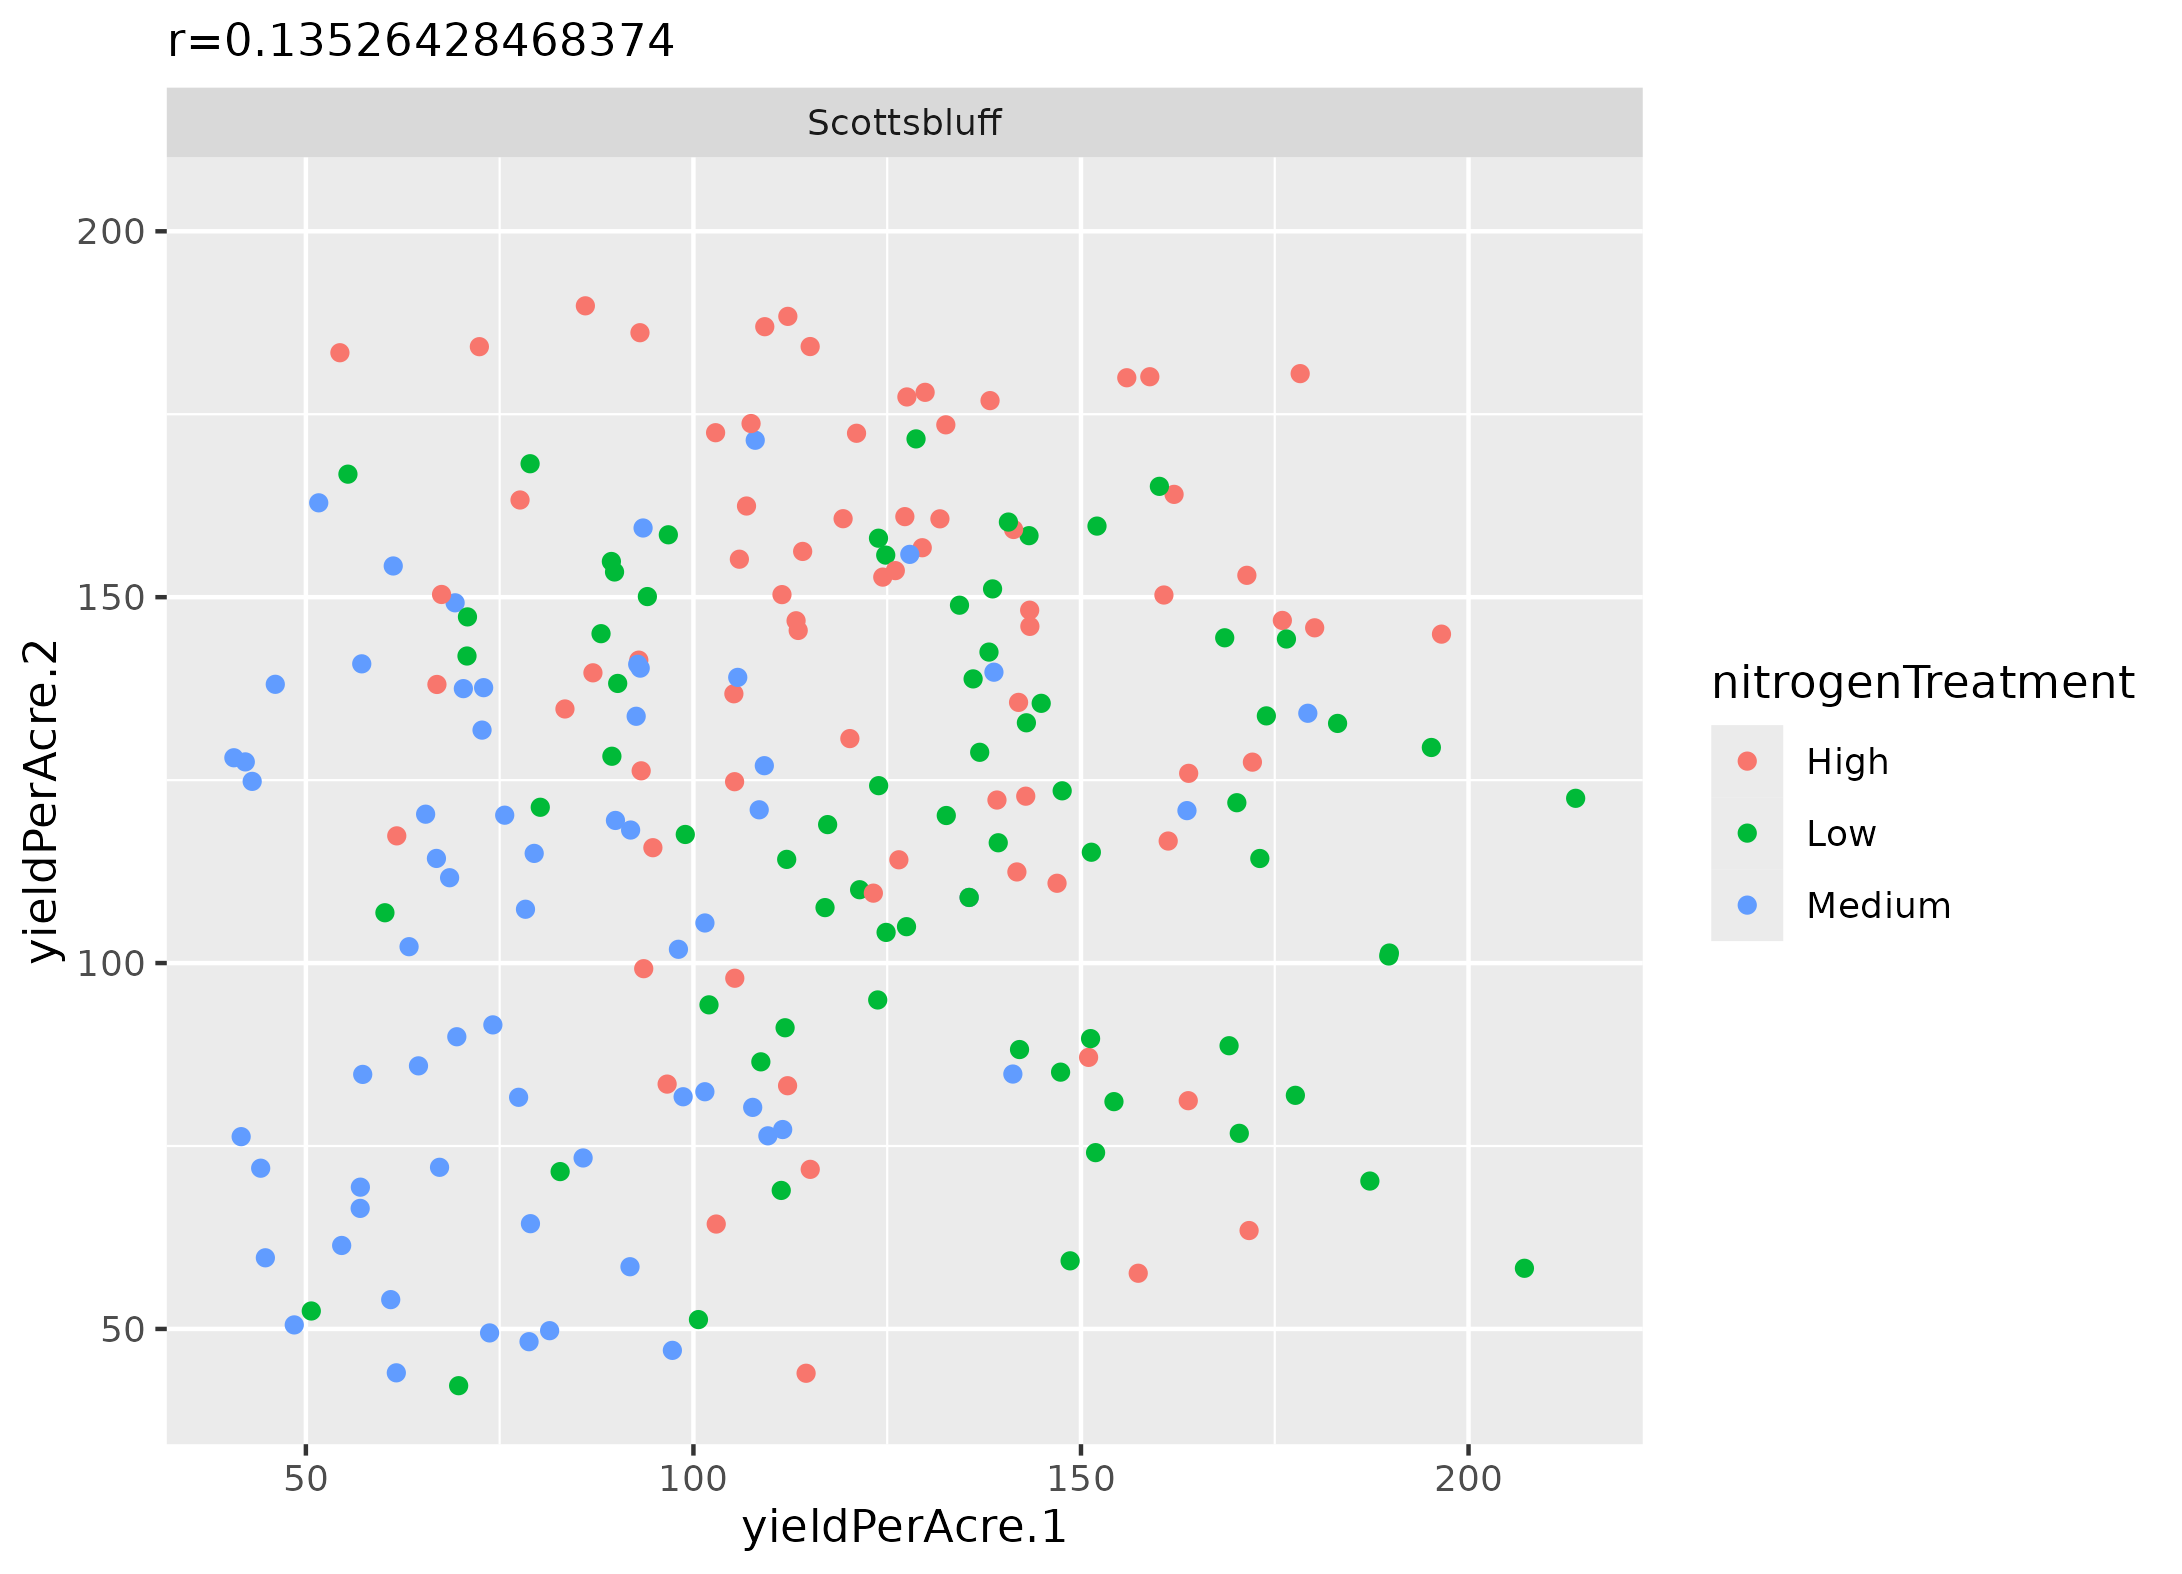 r=0.13526428468374
Scottsbluff
200
150
100
50
yieldPerAcre.2
50 100 150 200
yieldPerAcre.1
nitrogenTreatment
High
Low
Medium